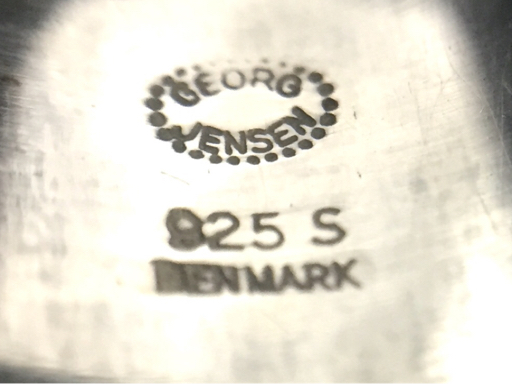 GEORG
JENSEN
925 S
DENMARK